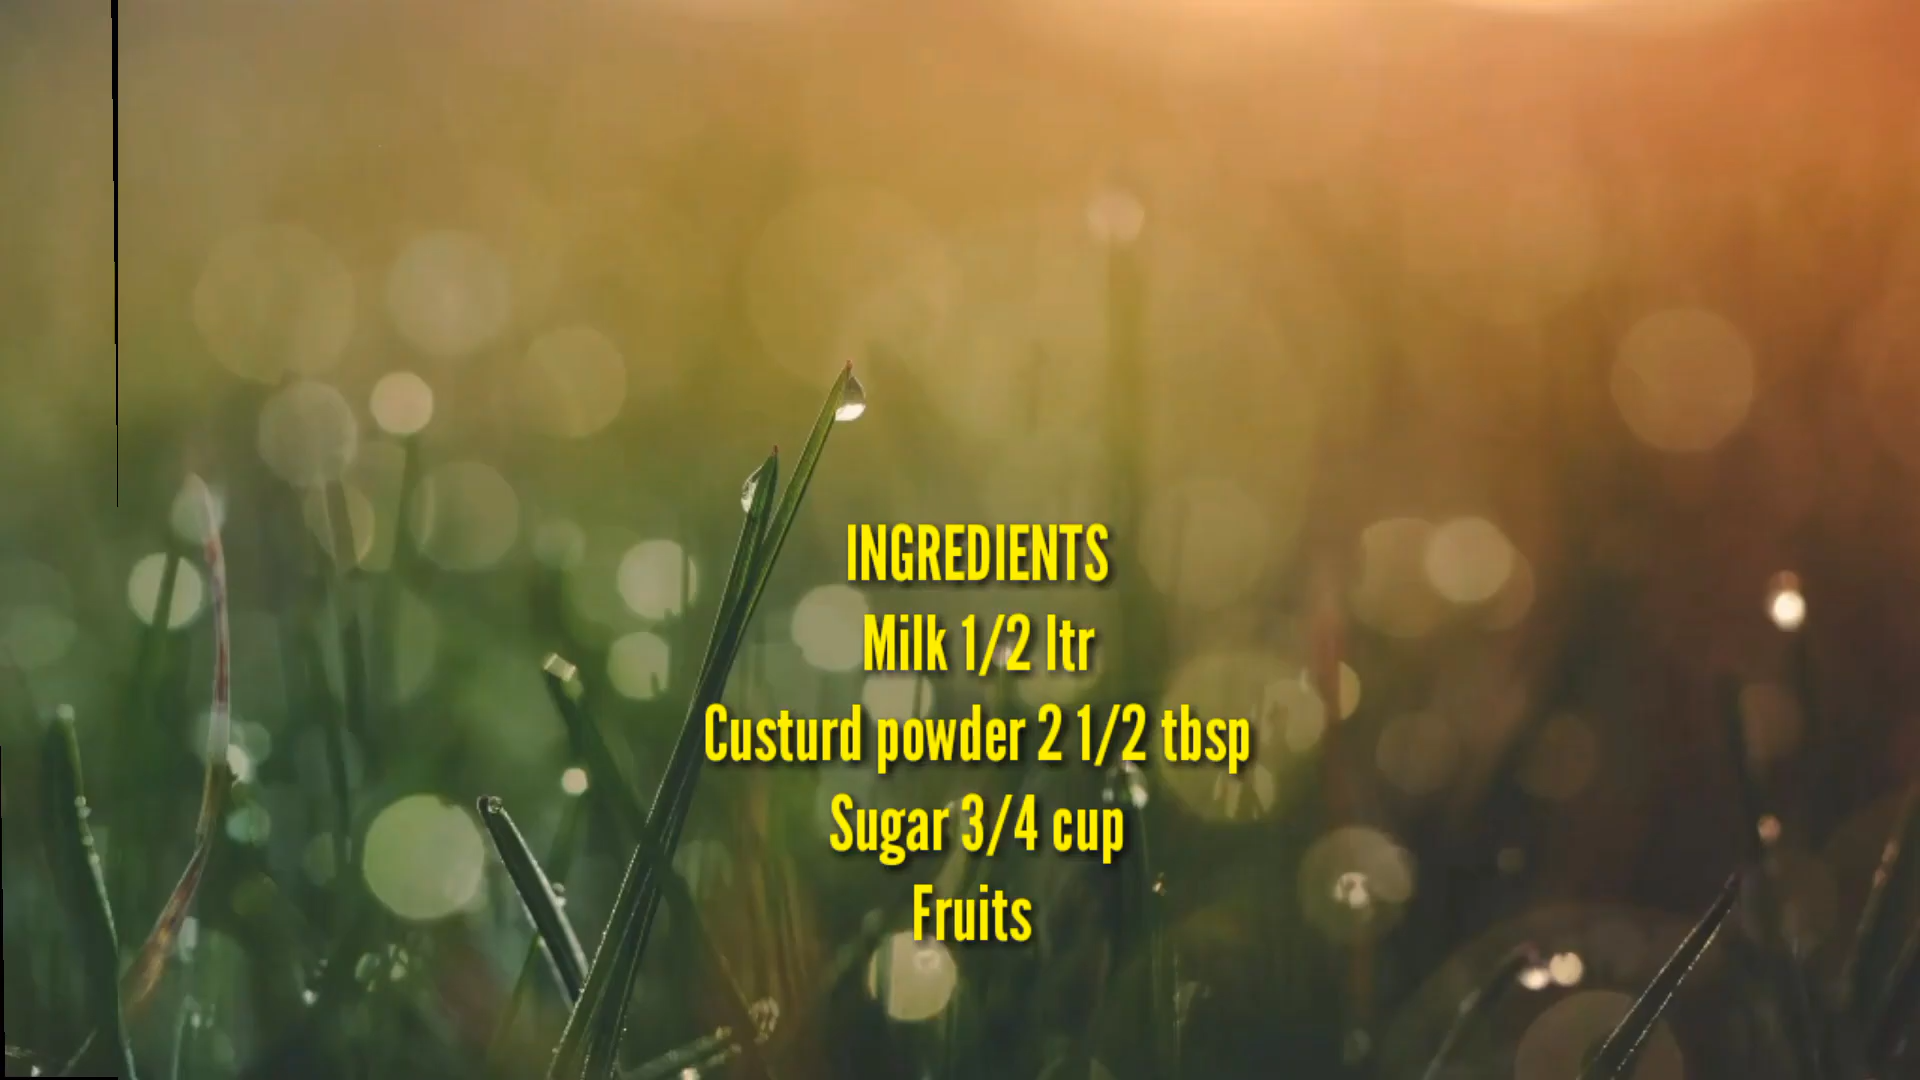 INGREDIENTS
Milk 1/2 ltr
Custurd powder 2 1/2 tbsp
Sugar 3/4 cup
Fruits